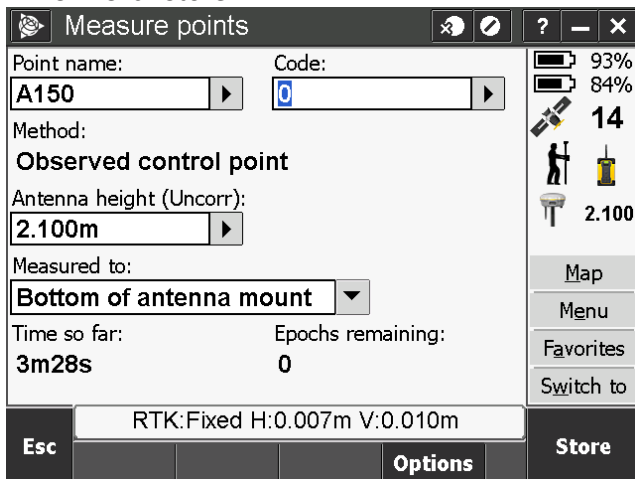 Measure points
? – ×
Point name:
Code:
93%
A150
0
84%
14
Method:
Observed control point
Antenna height (Uncorr):
2.100m
2.100
Measured to:
Bottom of antenna mount
Map
Menu
Time so far:
Epochs remaining:
Favorites
3m28s
0
Switch to
RTK:Fixed H:0.007m V:0.010m
Esc
Options
Store